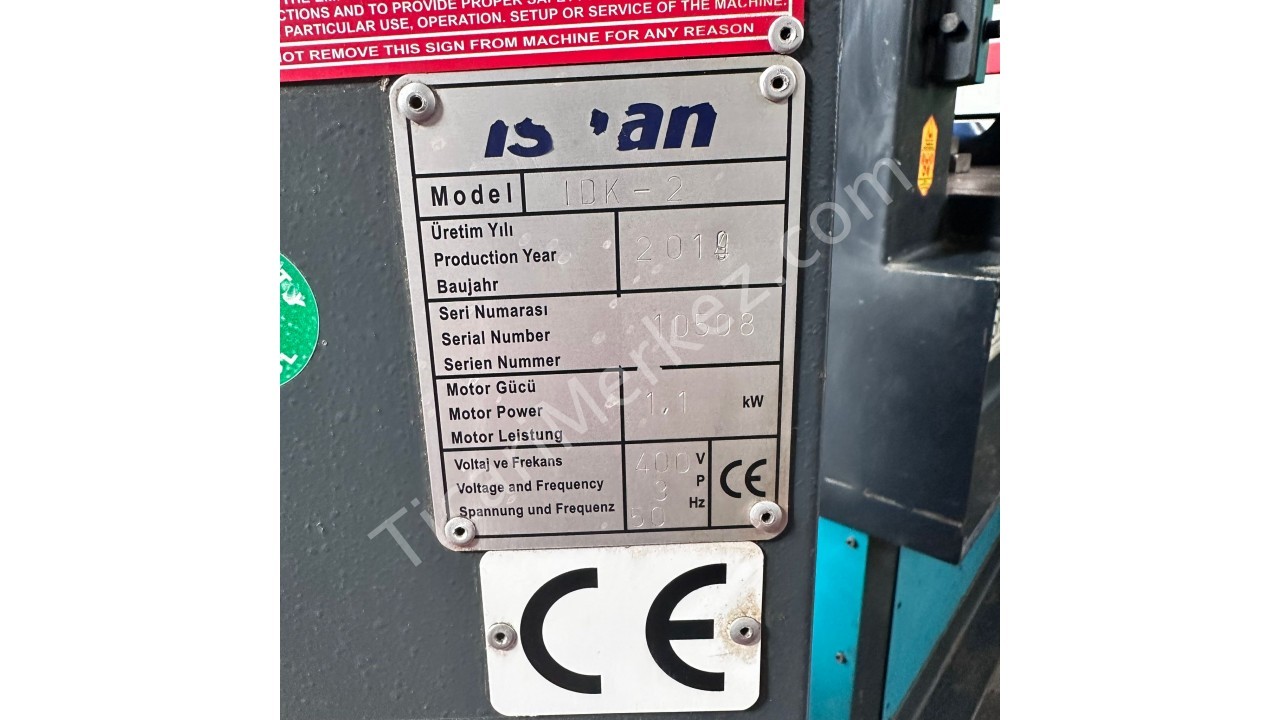 CTIONS AND TO PROVIDE PROPER
PARTICULAR USE, OPERATION. SETUP OR SERVICE OF THE MACHINE.
NOT REMOVE THIS SIGN FROM MACHINE FOR ANY REASON
Model IDK-2
Üretim Yılı
Production Year
Baujahr
Seri Numarası
Serial Number 10508
Serien Nummer
Motor Gücü
Motor Power 1,1 kW
Motor Leistung
Voltaj ve Frekans 400 V
Voltage and Frequency 3 P
Spannung und Frequenz 50 Hz
CE
CE
TicariMerkez.com